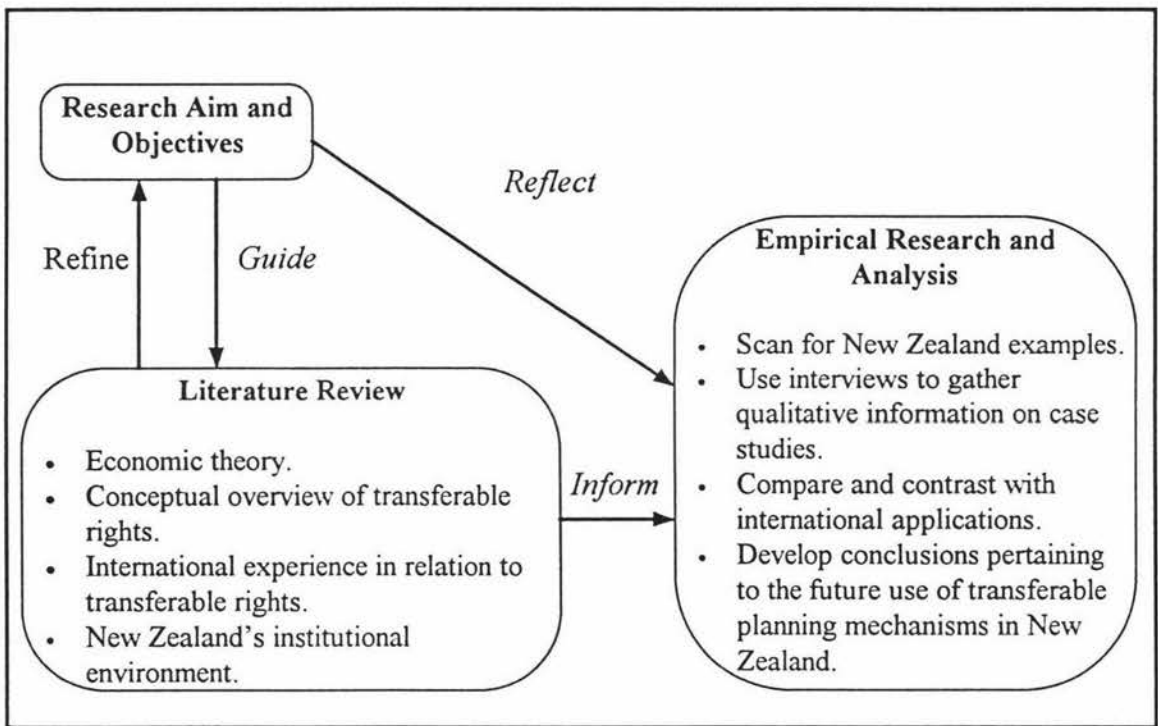 Research Aim and
Objectives
Reflect
Refine
Guide
Empirical Research and
Analysis
• Scan for New Zealand examples.
• Use interviews to gather
qualitative information on case
studies.
• Compare and contrast with
international applications.
• Develop conclusions pertaining
to the future use of transferable
planning mechanisms in New
Zealand.
Literature Review
• Economic theory.
• Conceptual overview of transferable
rights.
• International experience in relation to
transferable rights.
• New Zealand's institutional
environment.
Inform